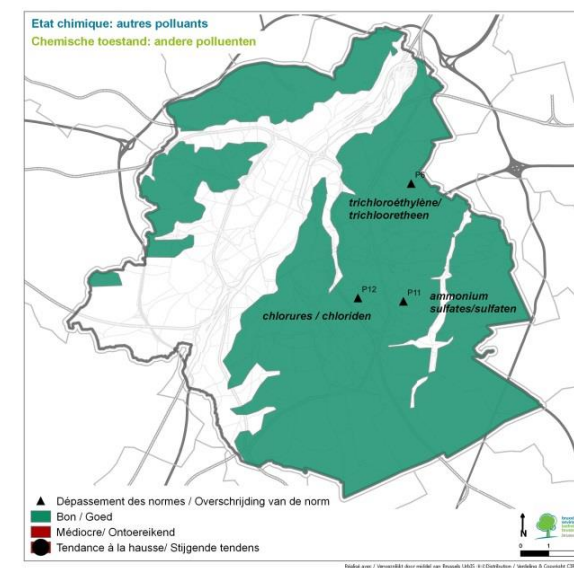 Etat chimique: autres polluants
Chemische toestand: andere polluenten
trichloroéthylène/
trichlooretheen
P12
P11
ammonium
sulfates/sulfaten
chlorures / chloriden
Dépassement des normes / Overschrijding van de norm
Bon / Goed
Médiocre/ Ontoereikend
Tendance à la hausse/ Stijgende tendens
N
0 1